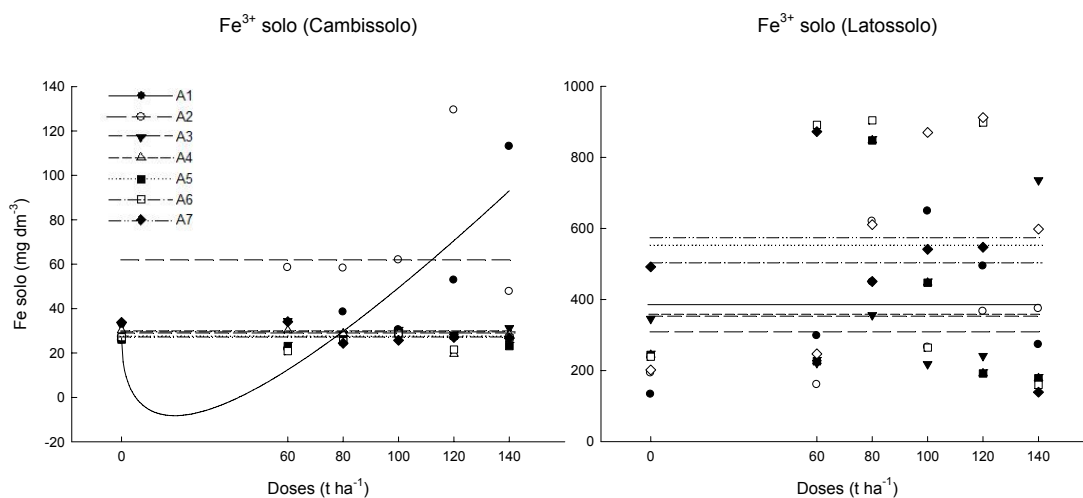 Fe³⁺ solo (Cambissolo)
Fe solo (mg dm⁻³)
140
120
100
80
60
40
20
0
-20
A1
A2
A3
A4
A5
A6
A7
0 60 80 100 120 140
Doses (t ha⁻¹)
Fe³⁺ solo (Latossolo)
1000
800
600
400
200
0
0 60 80 100 120 140
Doses (t ha⁻¹)